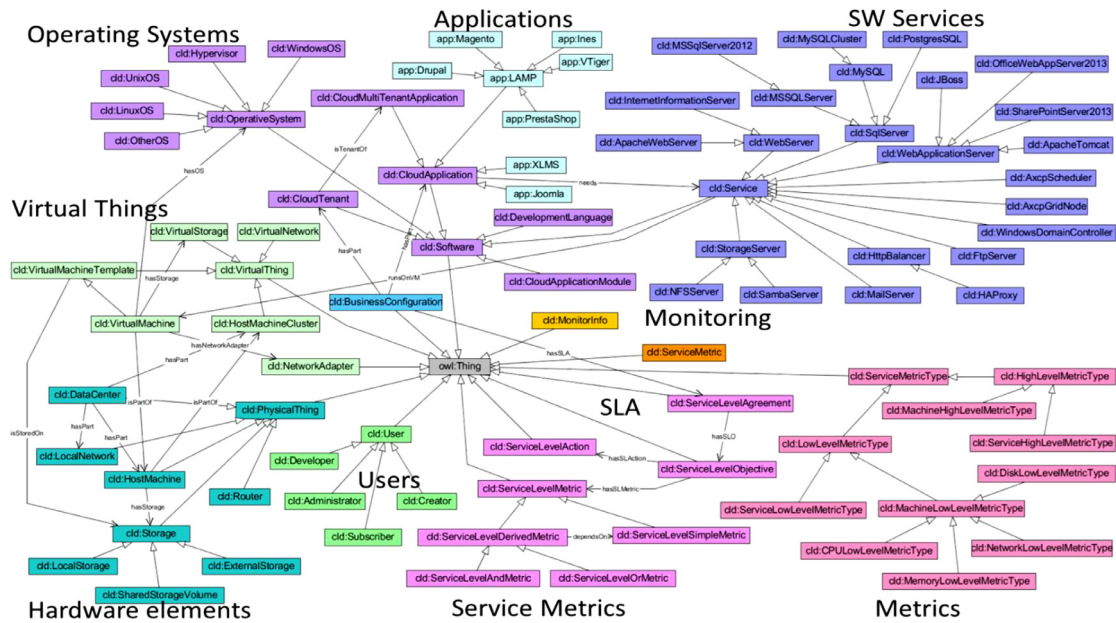 Operating Systems
Applications
SW Services
cld:Hypervisor
cld:WindowsOS
cld:UnixOS
cld:LinuxOS
cld:OtherOS
cld:OperativeSystem
hasOS
app:Magento
app:Ines
app:Drupal
app:VTiger
app:LAMP
app:PrestaShop
cld:CloudMultiTenantApplication
isTenantOf
cld:CloudApplication
app:XLMS
app:Joomla
needs
cld:CloudTenant
cld:DevelopmentLanguage
cld:Software
cld:CloudApplicationModule
hasPart
hasPart
runsOnVM
cld:BusinessConfiguration
cld:MySQLCluster
cld:PostgresSQL
cld:MSSqlServer2012
cld:MySQL
cld:OfficeWebAppServer2013
cld:JBoss
cld:InternetInformationServer
cld:MSSQLServer
cld:SharePointServer2013
cld:SqlServer
cld:ApacheWebServer
cld:WebServer
cld:WebApplicationServer
cld:ApacheTomcat
cld:Service
cld:AxcpScheduler
cld:AxcpGridNode
cld:WindowsDomainController
cld:StorageServer
cld:HttpBalancer
cld:FtpServer
cld:NFSServer
cld:SambaServer
cld:MailServer
cld:HAProxy
Virtual Things
cld:VirtualStorage
cld:VirtualNetwork
cld:VirtualMachineTemplate
hasStorage
cld:VirtualThing
cld:VirtualMachine
cld:HostMachineCluster
hasNetworkAdapter
hasPart
cld:NetworkAdapter
Monitoring
cld:MonitorInfo
cld:ServiceMetric
owl:Thing
hasSLA
cld:DataCenter
isPartOf
isPartOf
cld:PhysicalThing
isStoredOn
hasPart
hasPart
cld:LocalNetwork
cld:HostMachine
cld:Router
hasStorage
cld:Storage
cld:LocalStorage
cld:ExternalStorage
cld:SharedStorageVolume
Hardware elements
cld:User
cld:Developer
Users
cld:Administrator
cld:Creator
cld:Subscriber
SLA
cld:ServiceLevelAgreement
hasSLO
cld:ServiceLevelAction
hasSLAction
cld:ServiceLevelObjective
cld:ServiceLevelMetric
hasSLMetric
cld:ServiceLevelDerivedMetric
dependsOn
cld:ServiceLevelSimpleMetric
cld:ServiceLevelAndMetric
cld:ServiceLevelOrMetric
Service Metrics
cld:ServiceMetricType
cld:HighLevelMetricType
cld:MachineHighLevelMetricType
cld:LowLevelMetricType
cld:ServiceHighLevelMetricType
cld:DiskLowLevelMetricType
cld:ServiceLowLevelMetricType
cld:MachineLowLevelMetricType
cld:CPULowLevelMetricType
cld:NetworkLowLevelMetricType
cld:MemoryLowLevelMetricType
Metrics